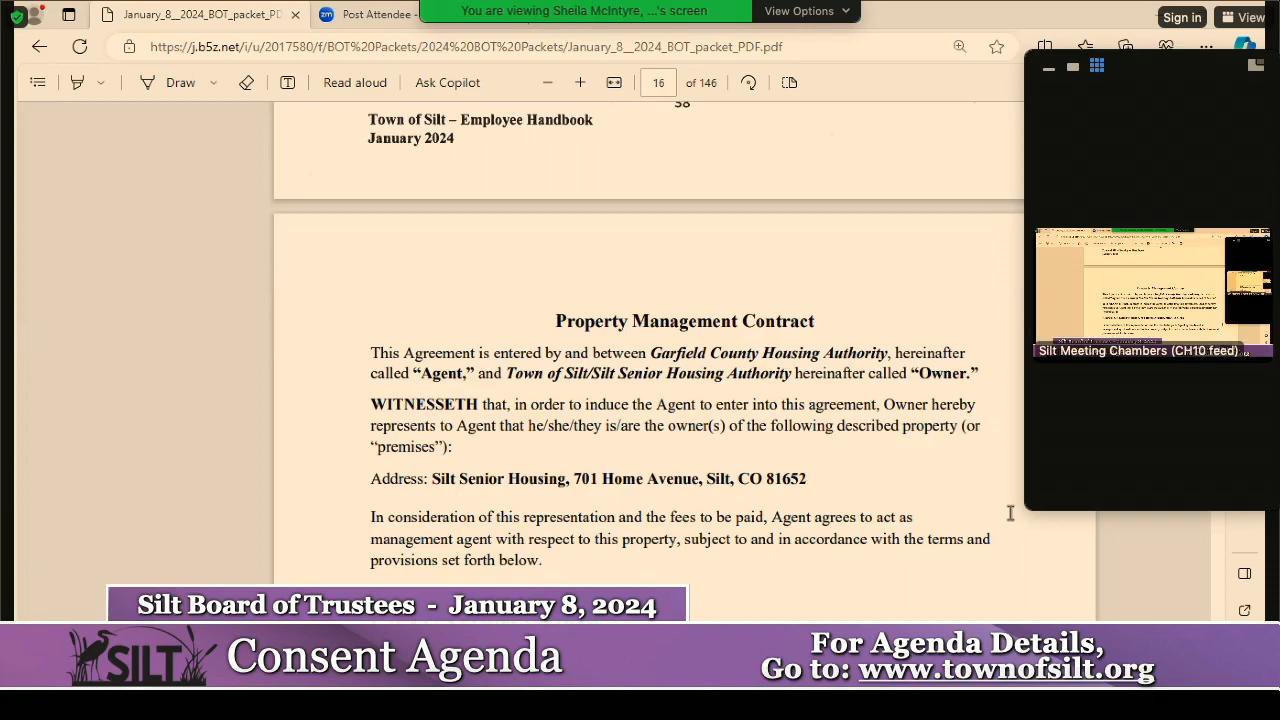 January_8__2024_BOT_packet_PD
Post Attendee -
You are viewing Sheila McIntyre, ...'s screen
View Options
Sign in
View
https://j.b5z.net/i/u/2017580/f/BOT%20Packets/2024%20BOT%20Packets/January_8__2024_BOT_packet_PDF.pdf
Draw
Read aloud
Ask Copilot
16 of 146
38
Town of Silt – Employee Handbook
January 2024
Property Management Contract
This Agreement is entered by and between Garfield County Housing Authority, hereinafter
called “Agent,” and Town of Silt/Silt Senior Housing Authority hereinafter called “Owner.”
WITNESSETH that, in order to induce the Agent to enter into this agreement, Owner hereby
represents to Agent that he/she/they is/are the owner(s) of the following described property (or
“premises”):
Address: Silt Senior Housing, 701 Home Avenue, Silt, CO 81652
In consideration of this representation and the fees to be paid, Agent agrees to act as
management agent with respect to this property, subject to and in accordance with the terms and
provisions set forth below.
Silt Meeting Chambers (CH10 feed)
Silt Board of Trustees - January 8, 2024
SILT
Consent Agenda
For Agenda Details,
Go to: www.townofsilt.org